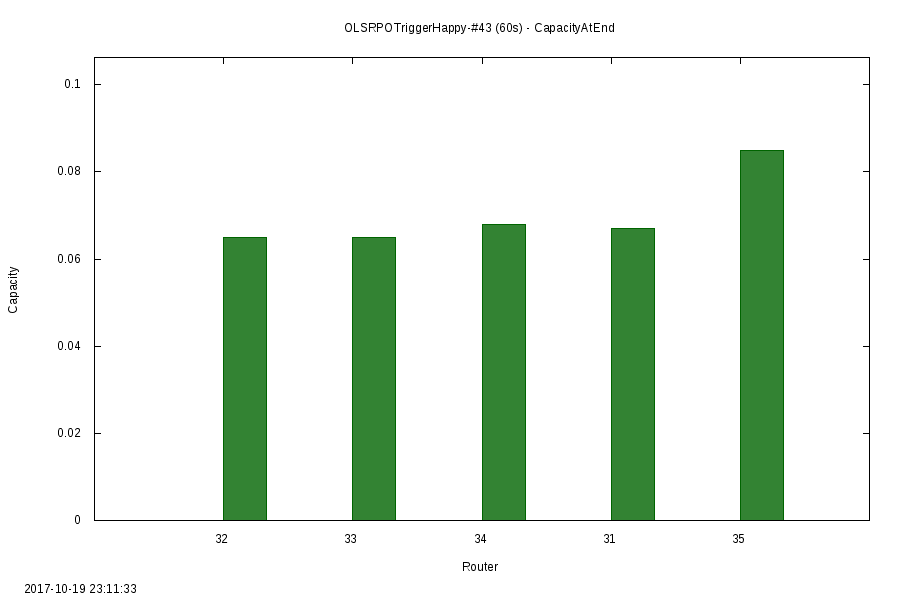 OLSRPOTriggerHappy-#43 (60s) - CapacityAtEnd
0.1
0.08
0.06
0.04
0.02
0
Capacity
32 33 34 31 35
Router
2017-10-19 23:11:33